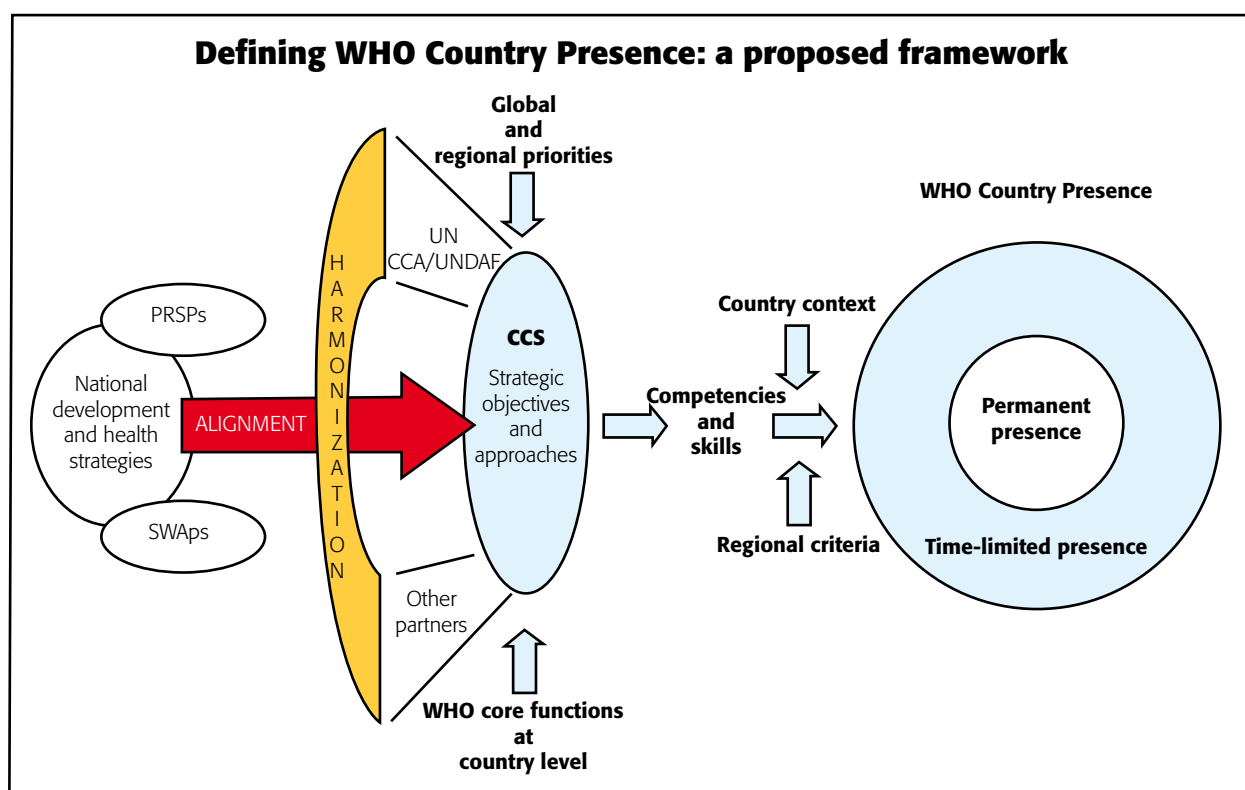 Defining WHO Country Presence: a proposed framework
Global
and
regional priorities
WHO Country Presence
UN
CCA/UNDAF
HARMONIZATION
PRSPs
National
development
and health
strategies
SWAps
ALIGNMENT
CCS
Strategic
objectives
and
approaches
Other
partners
WHO core functions
at
country level
Country context
Competencies
and
skills
Regional criteria
Permanent
presence
Time-limited presence